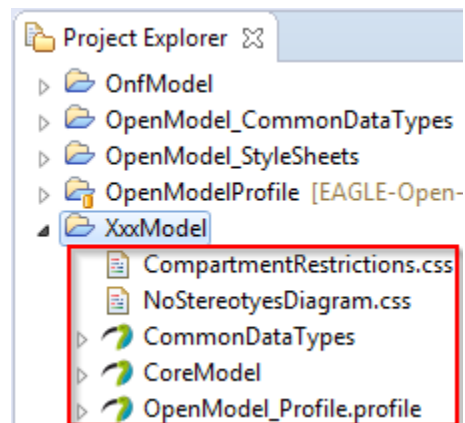 Project Explorer
OnfModel
OpenModel_CommonDataTypes
OpenModel_StyleSheets
OpenModelProfile [EAGLE-Open-
XxxModel
CompartmentRestrictions.css
NoStereotyesDiagram.css
CommonDataTypes
CoreModel
OpenModel_Profile.profile